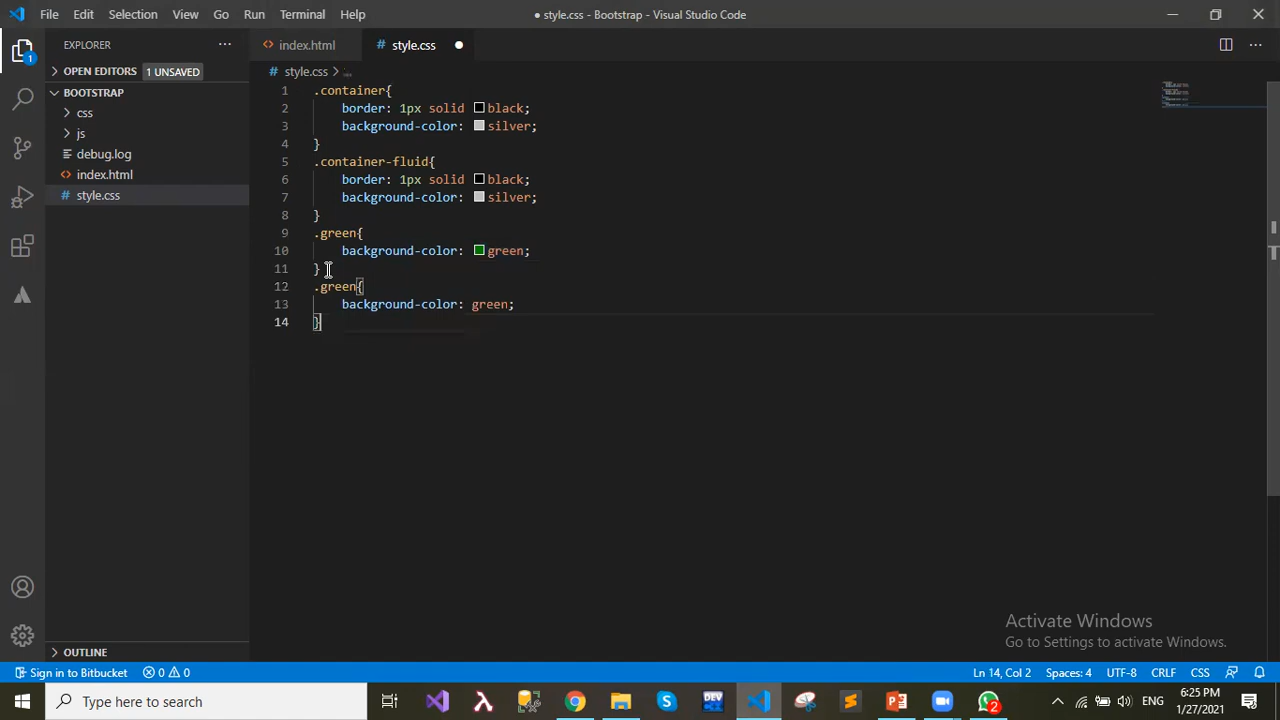 File Edit Selection View Go Run Terminal Help
● style.css - Bootstrap - Visual Studio Code
EXPLORER
index.html
style.css
OPEN EDITORS 1 UNSAVED
style.css
BOOTSTRAP
css
js
debug.log
index.html
style.css
1 .container{
2 border: 1px solid black;
3 background-color: silver;
4 }
5 .container-fluid{
6 border: 1px solid black;
7 background-color: silver;
8 }
9 .green{
10 background-color: green;
11 }
12 .green{
13 background-color: green;
14 }
1
OUTLINE
Activate Windows
Go to Settings to activate Windows.
Sign in to Bitbucket 0 0
Ln 14, Col 2 Spaces: 4 UTF-8 CRLF CSS
Type here to search
DEV
2
ENG
6:25 PM
1/27/2021